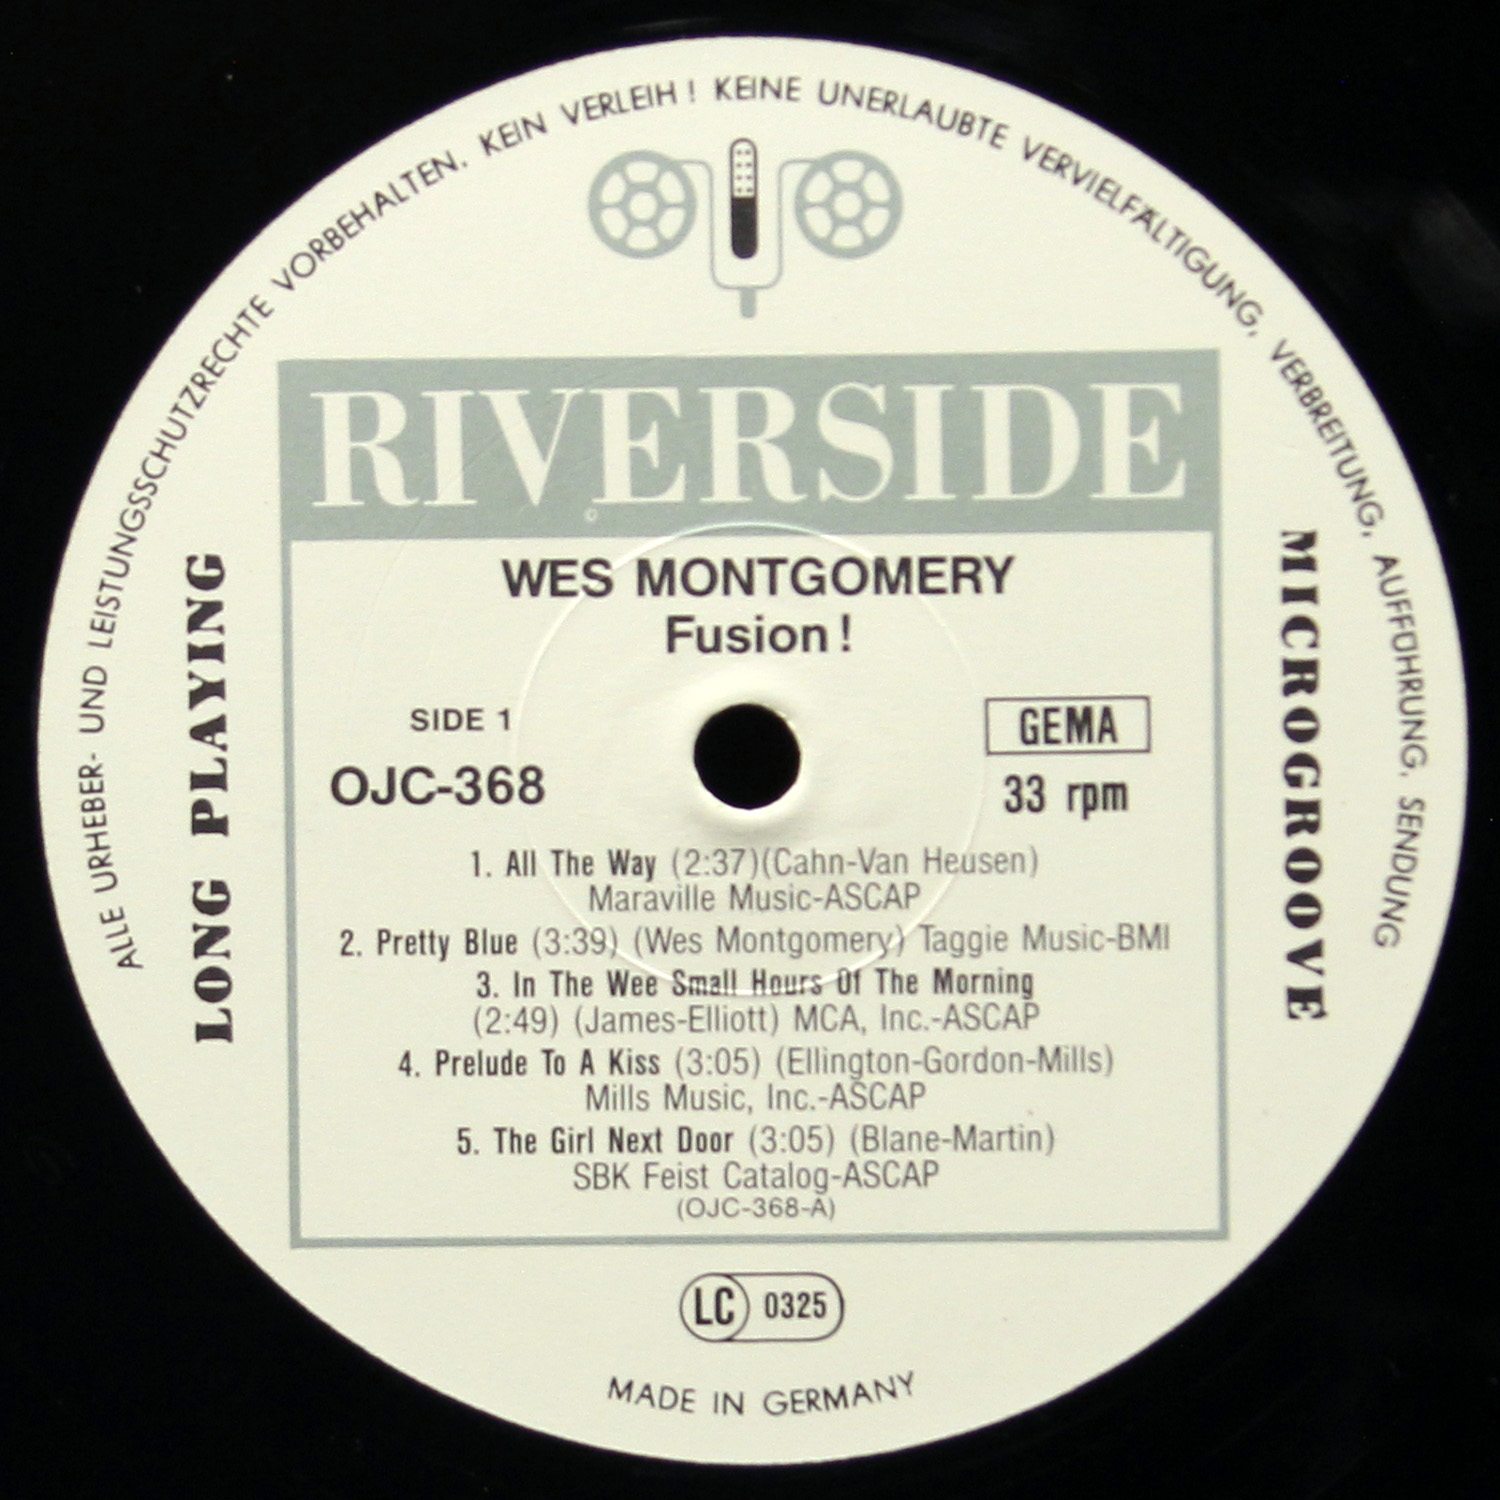 ALLE URHEBER- UND LEISTUNGSSCHUTZRECHTE VORBEHALTEN. KEIN VERLEIH! KEINE UNERLAUBTE VERVIELFÄLTIGUNG, VERBREITUNG, AUFFÜHRUNG, SENDUNG
RIVERSIDE
©
LONG PLAYING
MICROGROOVE
WES MONTGOMERY
Fusion!
SIDE 1
GEMA
OJC-368
33 rpm
1. All The Way (2:37)(Cahn-Van Heusen)
Maraville Music-ASCAP
2. Pretty Blue (3:39) (Wes Montgomery) Taggie Music-BMI
3. In The Wee Small Hours Of The Morning
(2:49) (James-Elliott) MCA, Inc.-ASCAP
4. Prelude To A Kiss (3:05) (Ellington-Gordon-Mills)
Mills Music, Inc.-ASCAP
5. The Girl Next Door (3:05) (Blane-Martin)
SBK Feist Catalog-ASCAP
(OJC-368-A)
LC 0325
MADE IN GERMANY